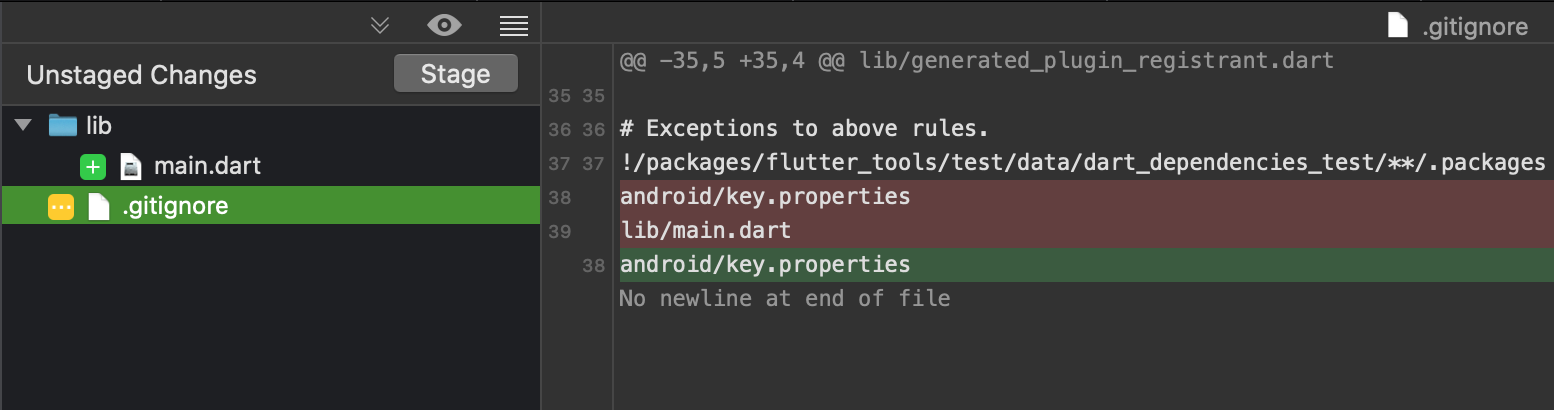 .gitignore
Unstaged Changes
Stage
@@ -35,5 +35,4 @@ lib/generated_plugin_registrant.dart
35 35
lib
36 36 # Exceptions to above rules.
main.dart
37 37 !/packages/flutter_tools/test/data/dart_dependencies_test/**/.packages
.gitignore
38 android/key.properties
39 lib/main.dart
38 android/key.properties
No newline at end of file